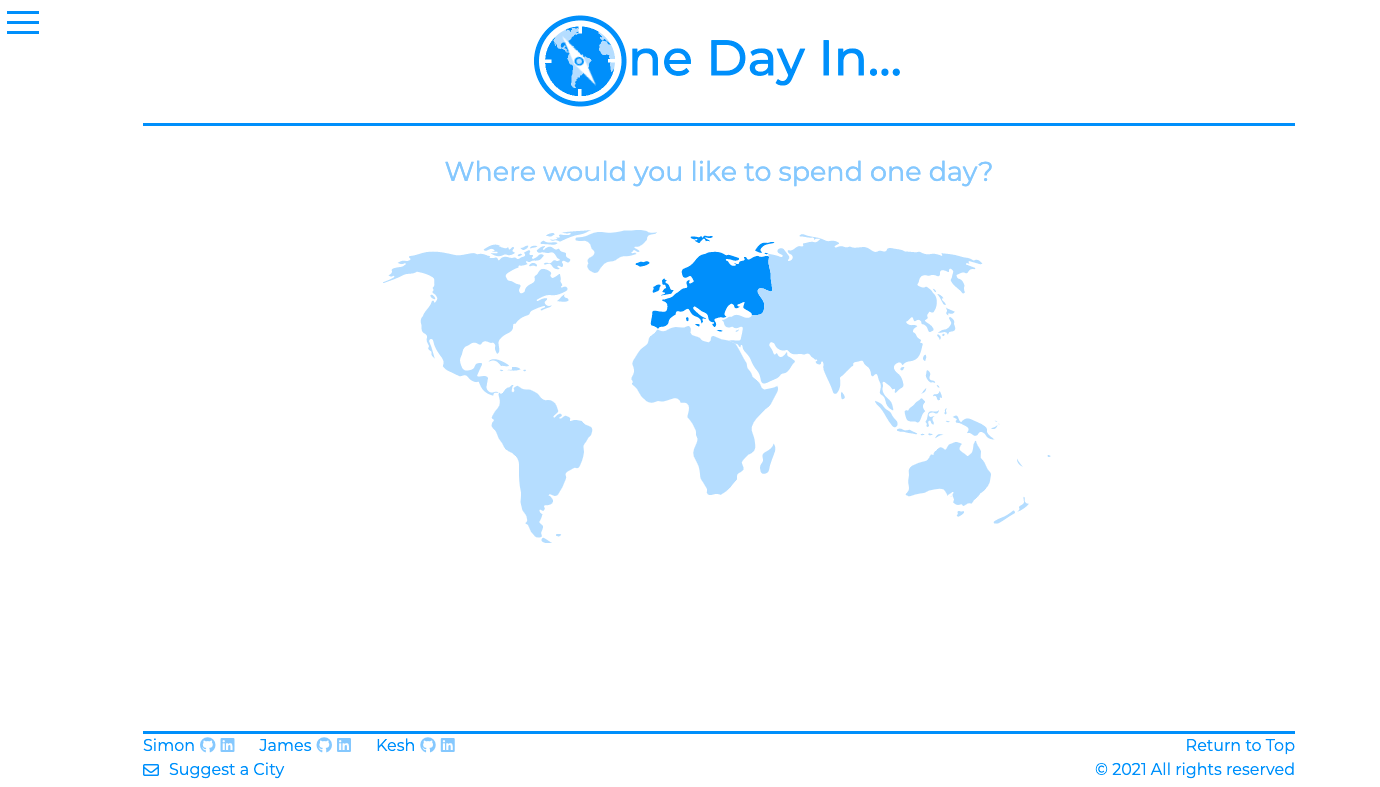 One Day In...
Where would you like to spend one day?
Simon James Kesh
Return to Top
Suggest a City
© 2021 All rights reserved